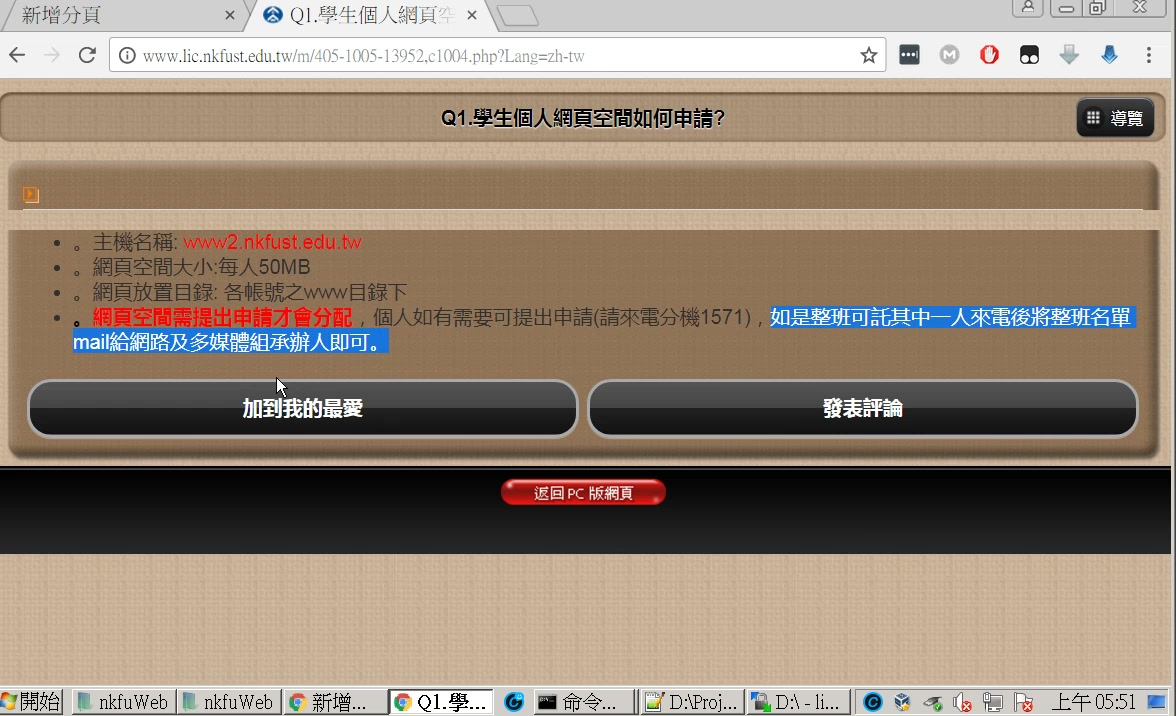 新增分頁
Q1.學生個人網頁空
www.lic.nkfust.edu.tw/m/405-1005-13952,c1004.php?Lang=zh-tw
Q1.學生個人網頁空間如何申請?
導覽
。主機名稱: www2.nkfust.edu.tw
。網頁空間大小:每人50MB
。網頁放置目錄: 各帳號之www目錄下
。網頁空間需提出申請才會分配，個人如有需要可提出申請(請來電分機1571)，如是整班可託其中一人來電後將整班名單
mail給網路及多媒體組承辦人即可。
加到我的最愛
發表評論
返回 PC 版網頁
開始 nkfuWeb nkfuWeb 新增... Q1.學... 命令... D:\Proj... D:\ - li... 上午 05:51